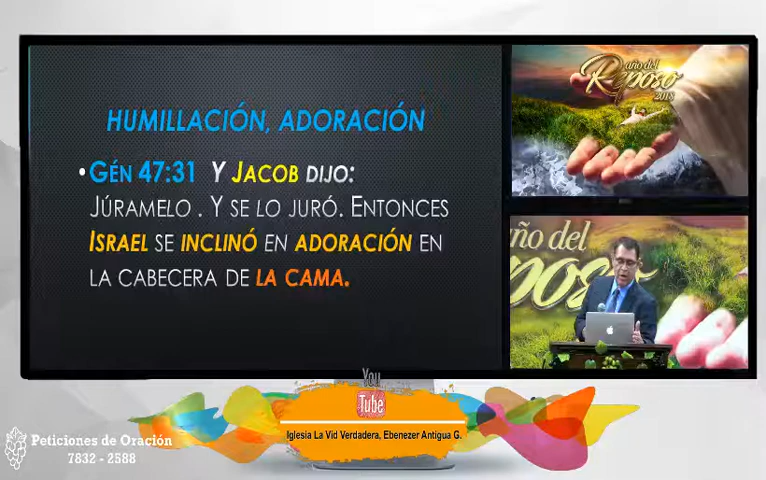 HUMILLACIÓN, ADORACIÓN
• GÉN 47:31 Y JACOB DIJO:
JÚRAMELO . Y SE LO JURÓ. ENTONCES
ISRAEL SE INCLINÓ EN ADORACIÓN EN
LA CABECERA DE LA CAMA.
año del
Reposo
2018
ño del
poso
You
Tube
Iglesia La Vid Verdadera, Ebenezer Antigua G.
Peticiones de Oración
7832 - 2588